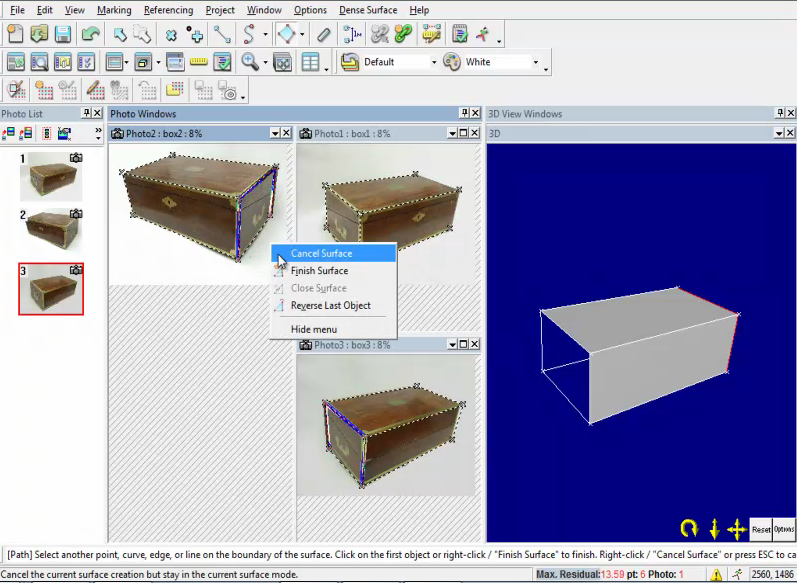 File Edit View Marking Referencing Project Window Options Dense Surface Help
Default White
Photo List Photo Windows 3D View Windows
Photo2 : box2 : 8% Photo1 : box1 : 8% 3D
1
2
3
Cancel Surface
Finish Surface
Close Surface
Reverse Last Object
Hide menu
Photo3 : box3 : 8%
Reset Options
[Path] Select another point, curve, edge, or line on the boundary of the surface. Click on the first object or right-click / "Finish Surface" to finish. Right-click / "Cancel Surface" or press ESC to ca
Cancel the current surface creation but stay in the current surface mode. Max. Residual:13.59 pt: 6 Photo: 1 2560, 1486